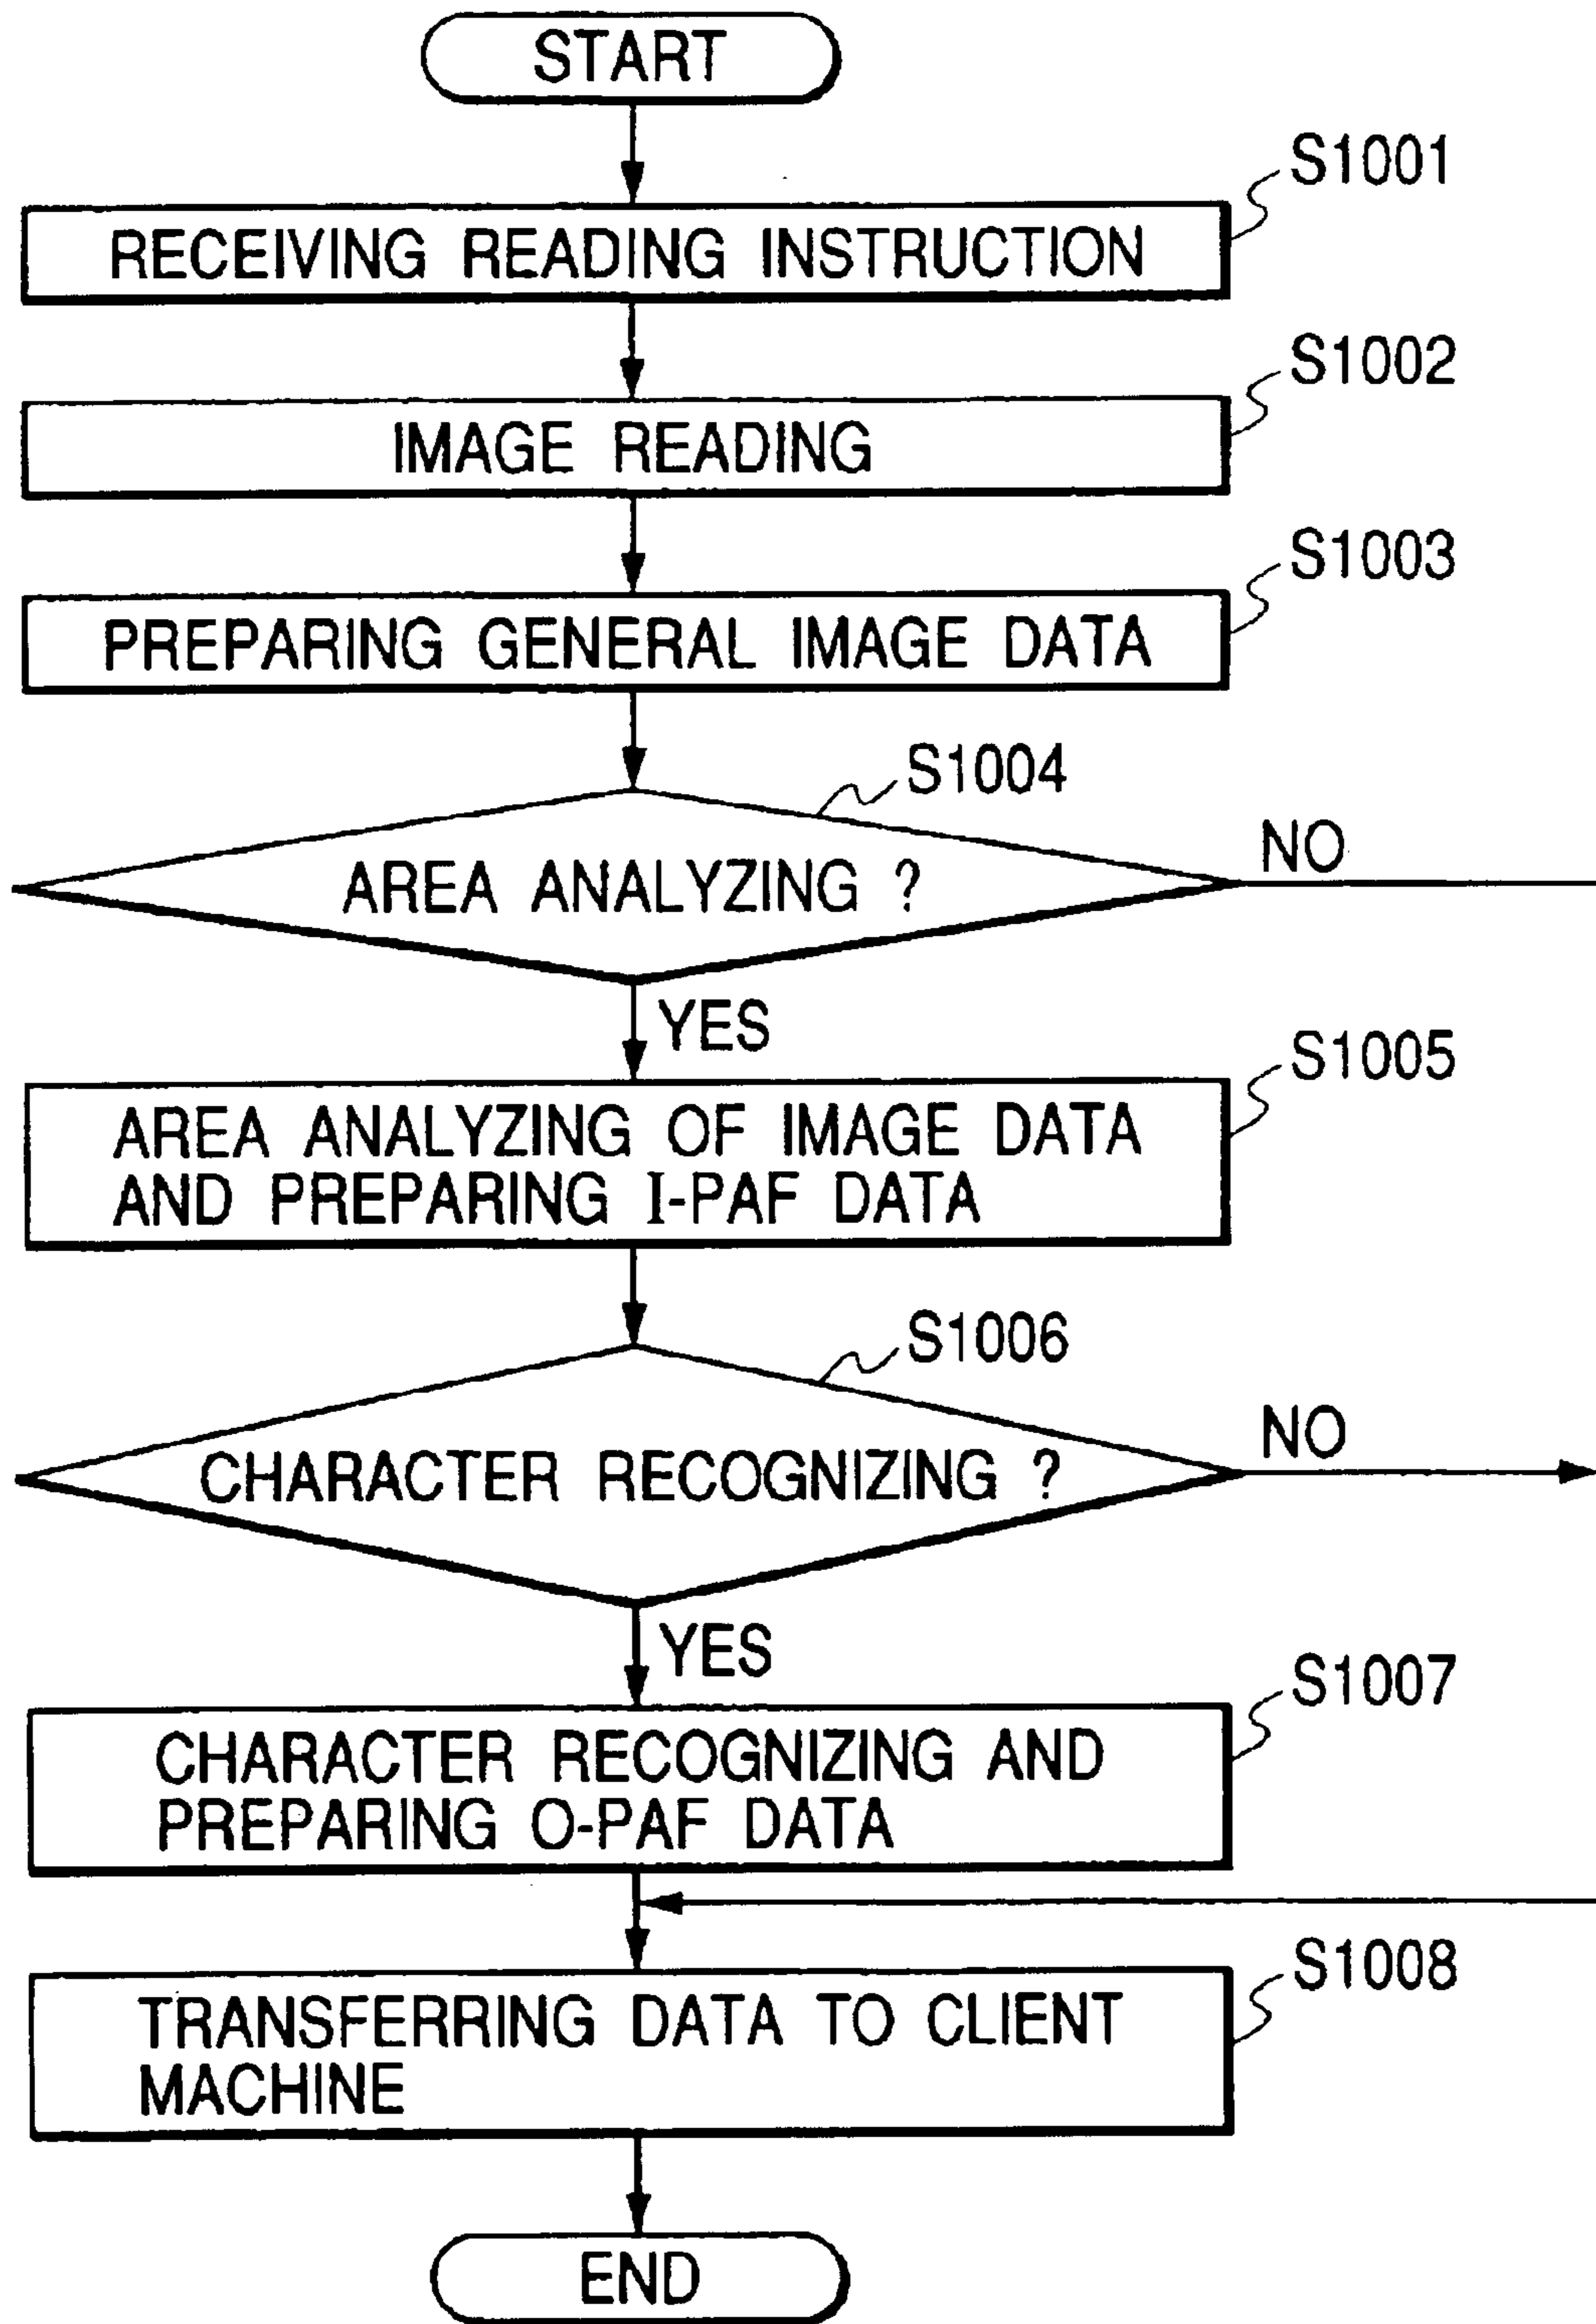 START
S1001
RECEIVING READING INSTRUCTION
S1002
IMAGE READING
S1003
PREPARING GENERAL IMAGE DATA
S1004
AREA ANALYZING ?
NO
YES
S1005
AREA ANALYZING OF IMAGE DATA
AND PREPARING I-PAF DATA
S1006
CHARACTER RECOGNIZING ?
NO
YES
S1007
CHARACTER RECOGNIZING AND
PREPARING O-PAF DATA
S1008
TRANSFERRING DATA TO CLIENT
MACHINE
END